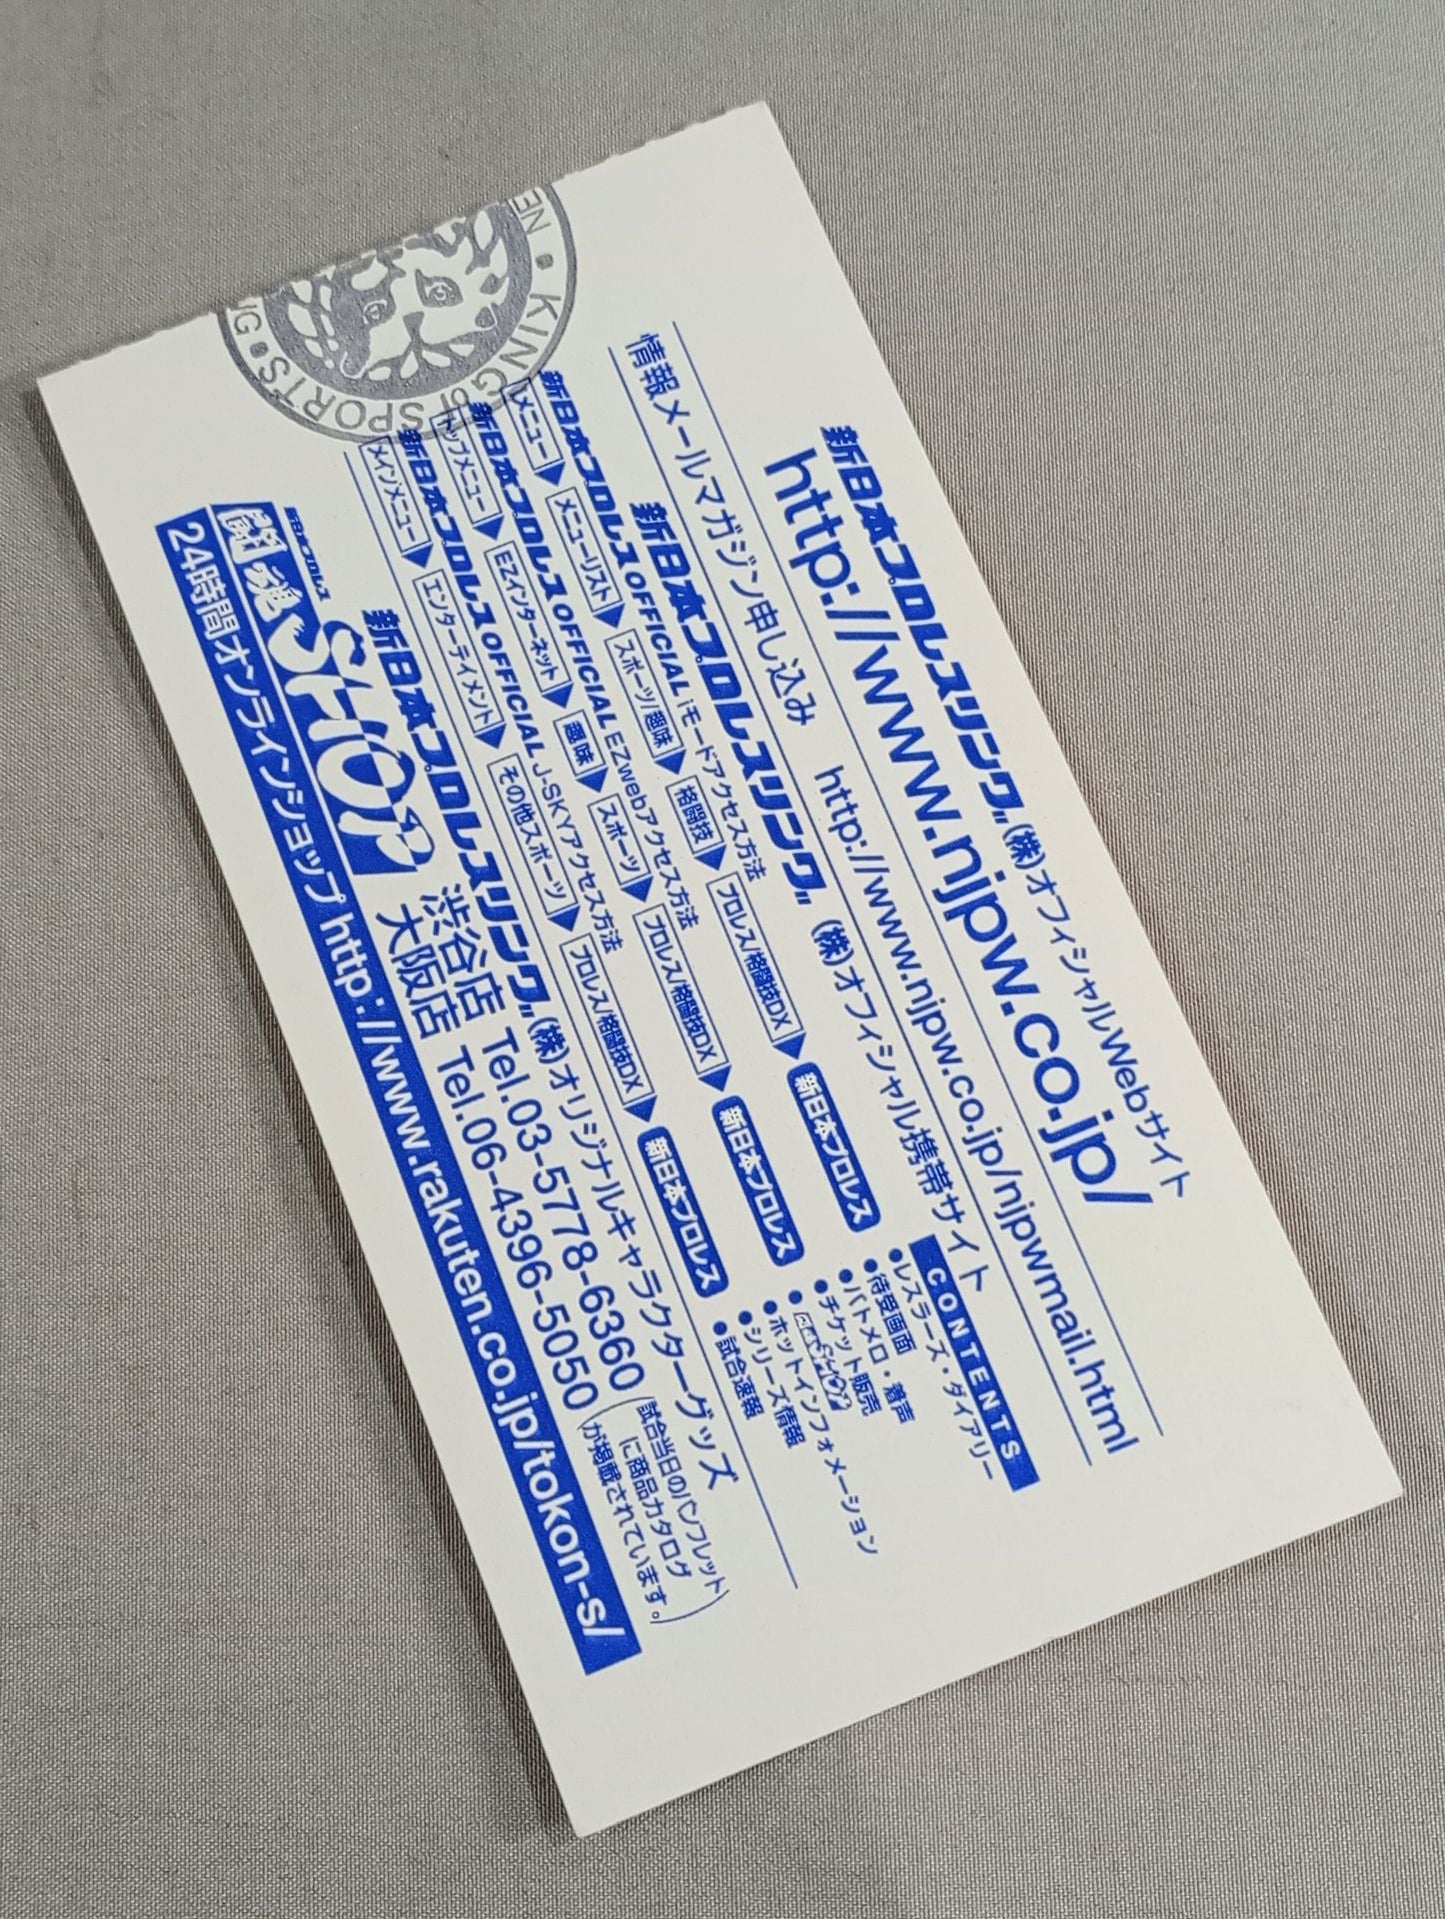 新日本プロレスリング(株)オフィシャルWebサイト
http://www.njpw.co.jp/
情報メールマガジン申し込み http://www.njpw.co.jp/njpwmail.html
新日本プロレスリング(株)オフィシャル携帯サイト
新日本プロレスOFFICIAL iモードアクセス方法
iメニュー メニューリスト スポーツ/趣味 格闘技 プロレス/格闘技DX 新日本プロレス
新日本プロレスOFFICIAL EZwebアクセス方法
トップメニュー EZインターネット 趣味 スポーツ プロレス/格闘技DX 新日本プロレス
新日本プロレスOFFICIAL J-SKYアクセス方法
メインメニュー エンターテイメント その他スポーツ プロレス/格闘技DX 新日本プロレス
CONTENTS
●レスラーズ・ダイアリー
●待受画面
●バトメロ・着声
●チケット販売
●闘魂SHOP
●ホットインフォメーション
●シリーズ情報
●試合速報
新日本プロレスリング(株)オリジナルキャラクターグッズ
新日本プロレス
闘魂SHOP
渋谷店 Tel.03-5778-6360
大阪店 Tel.06-4396-5050
(試合当日のパンフレット
に商品カタログ
が掲載されています。)
24時間オンラインショップ http://www.rakuten.co.jp/tokon-s/
KING OF SPORTS